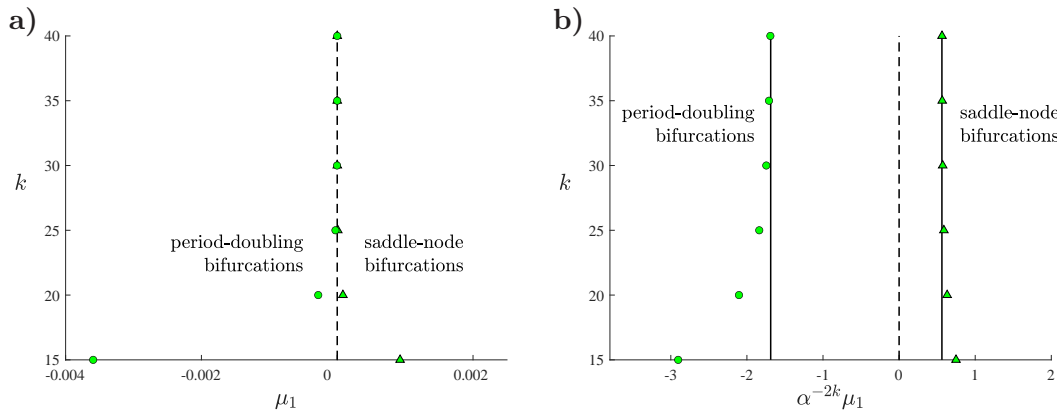 a)
40
35
30
25
20
15
k
period-doubling
bifurcations
saddle-node
bifurcations
-0.004
-0.002
0
0.002
μ₁
b)
40
35
30
25
20
15
k
period-doubling
bifurcations
saddle-node
bifurcations
-3
-2
-1
0
1
2
α⁻²ᵏμ₁